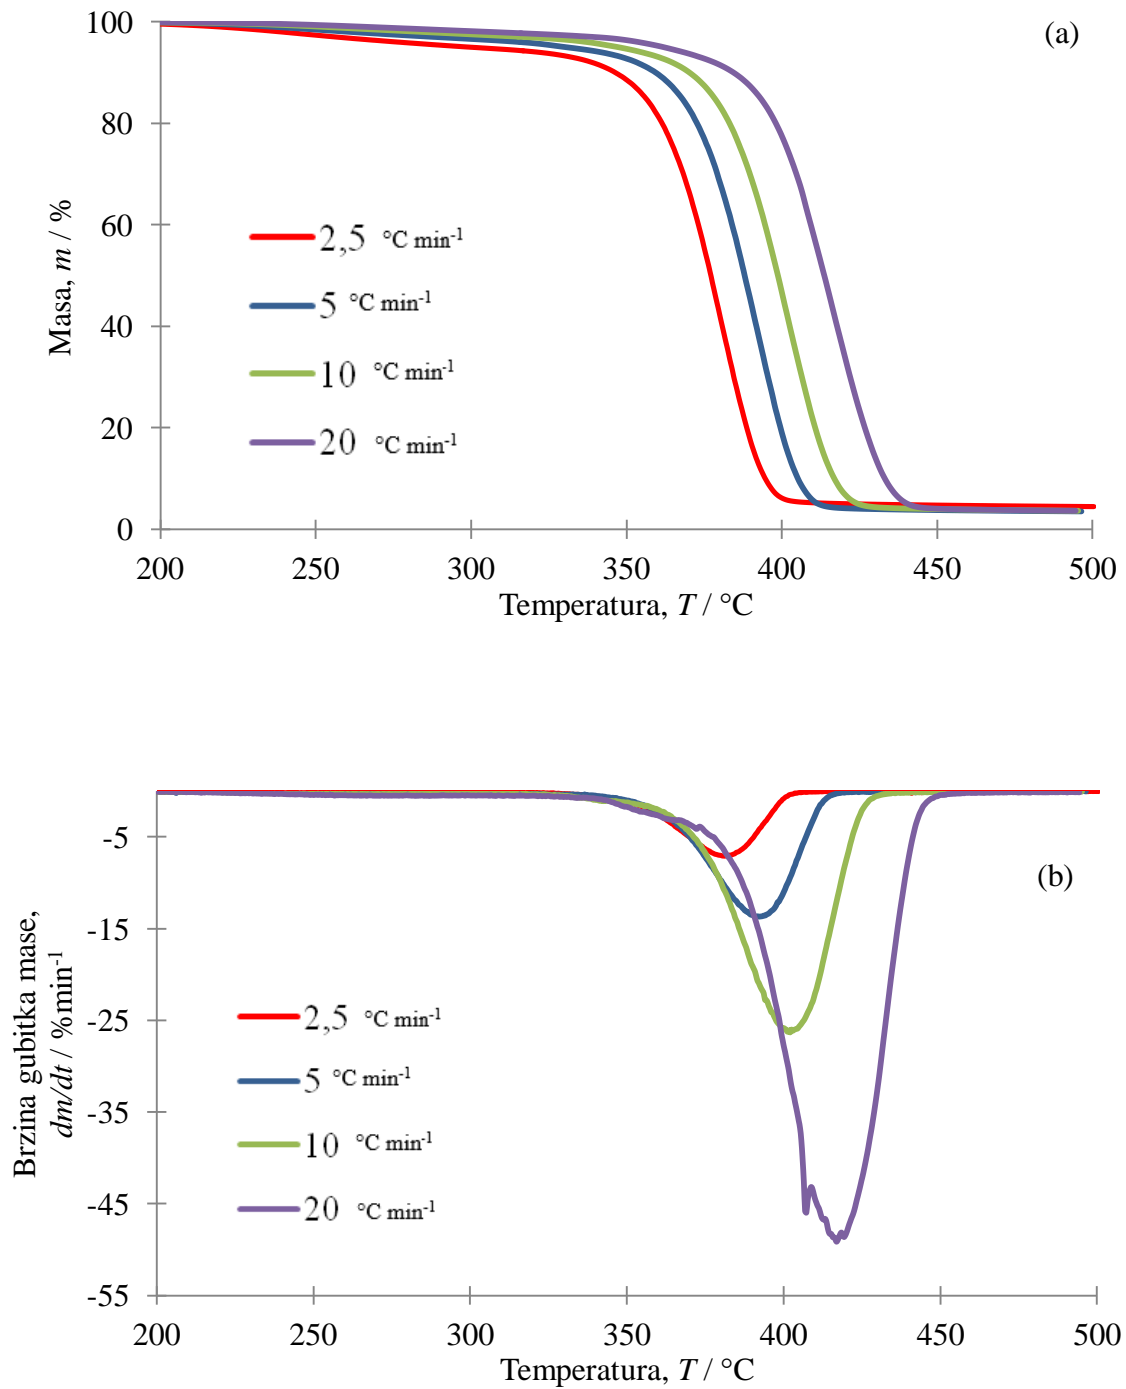 100
(a)
80
60
40
20
0
Masa, m / %
2,5 °C min-1
5 °C min-1
10 °C min-1
20 °C min-1
200 250 300 350 400 450 500
Temperatura, T / °C
-5
-15
-25
-35
-45
-55
(b)
Brzina gubitka mase,
dm/dt / %min-1
2,5 °C min-1
5 °C min-1
10 °C min-1
20 °C min-1
200 250 300 350 400 450 500
Temperatura, T / °C